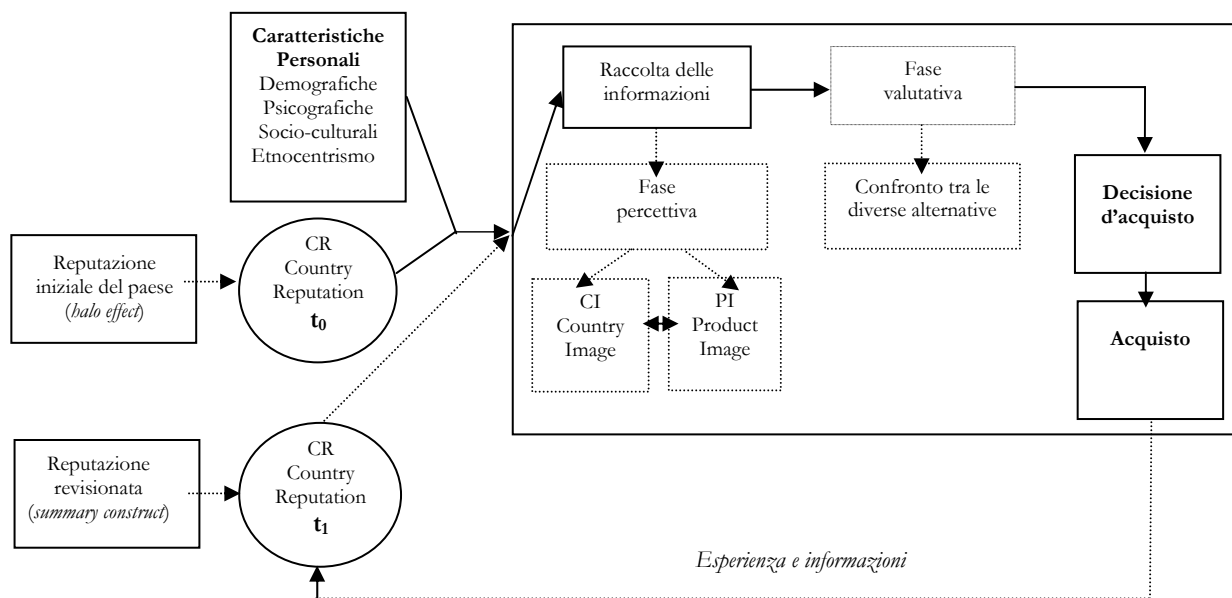 Caratteristiche
Personali
Demografiche
Psicografiche
Socio-culturali
Etnocentrismo
Raccolta delle
informazioni
Fase
valutativa
Fase
percettiva
Confronto tra le
diverse alternative
Decisione
d'acquisto
Reputazione
iniziale del paese
(halo effect)
CR
Country
Reputation
t₀
CI
Country
Image
PI
Product
Image
Acquisto
Reputazione
revisionata
(summary construct)
CR
Country
Reputation
t₁
Esperienza e informazioni